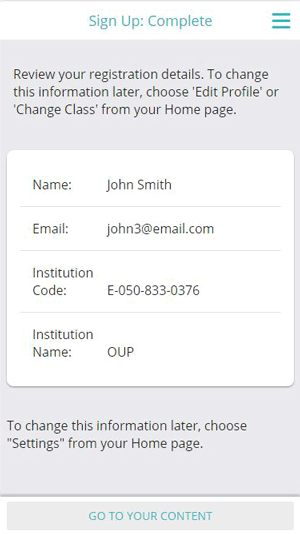 Sign Up: Complete
Review your registration details. To change
this information later, choose 'Edit Profile' or
'Change Class' from your Home page.
Name: John Smith
Email: john3@email.com
Institution
Code: E-050-833-0376
Institution
Name: OUP
To change this information later, choose
"Settings" from your Home page.
GO TO YOUR CONTENT